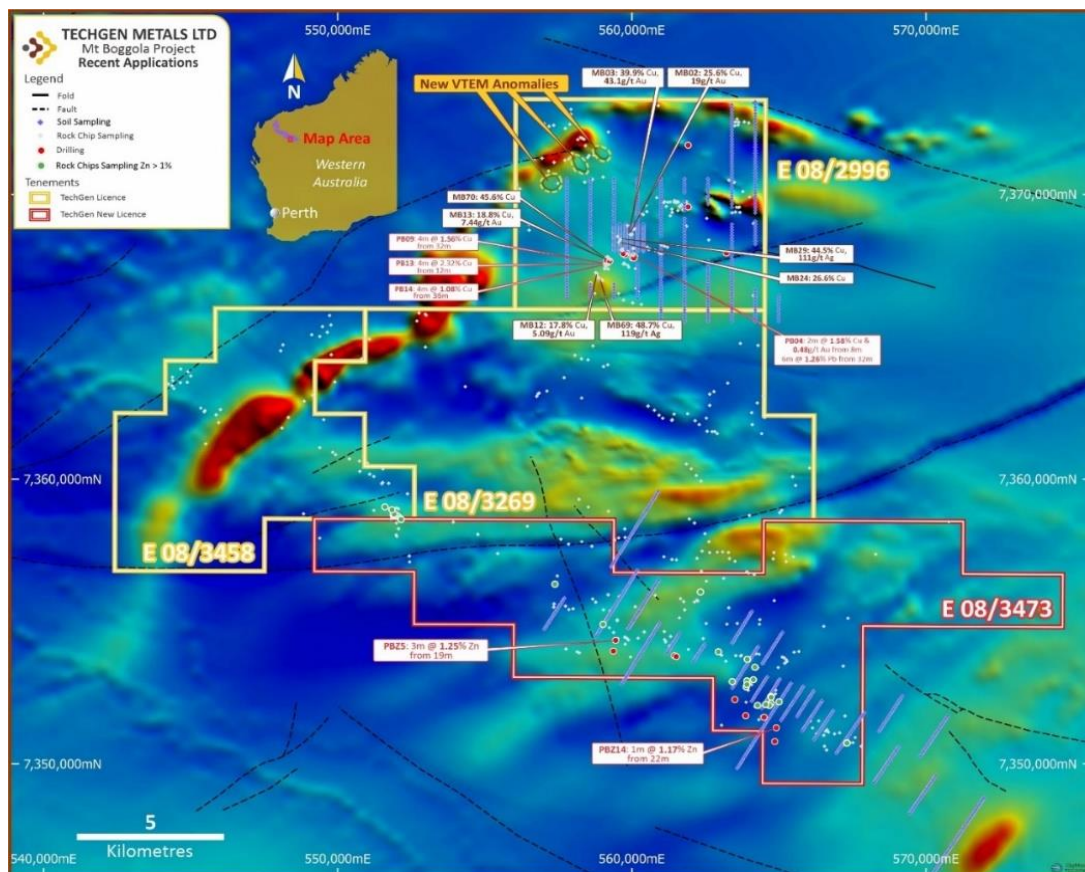 TECHGEN METALS LTD
Mt Boggola Project
Recent Applications
Legend
Fold
Fault
Soil Sampling
Rock Chip Sampling
Drilling
Rock Chips Sampling Zn > 1%
Tenements
TechGen Licence
TechGen New Licence
550,000mE
560,000mE
570,000mE
N
Map Area
Western
Australia
Perth
New VTEM Anomalies
MB03: 39.9% Cu,
43.1g/t Au
MB02: 25.6% Cu,
19g/t Au
E 08/2996
7,370,000mN
MB70: 45.6% Cu
MB13: 18.8% Cu,
7.44g/t Au
PB09: 4m @ 1.56% Cu
from 32m
PB13: 4m @ 2.32% Cu
from 12m
PB14: 4m @ 1.08% Cu
from 36m
MB29: 44.5% Cu,
111g/t Ag
MB24: 26.6% Cu
MB12: 17.8% Cu,
5.09g/t Au
MB69: 48.7% Cu,
119g/t Ag
PB04: 2m @ 1.58% Cu &
0.48g/t Au from 8m
6m @ 1.26% Pb from 12m
7,360,000mN
7,360,000mN
E 08/3269
E 08/3458
E 08/3473
PBZ5: 3m @ 1.25% Zn
from 19m
PBZ14: 1m @ 1.17% Zn
from 22m
7,350,000mN
7,350,000mN
5
Kilometres
540,000mE
550,000mE
560,000mE
570,000mE